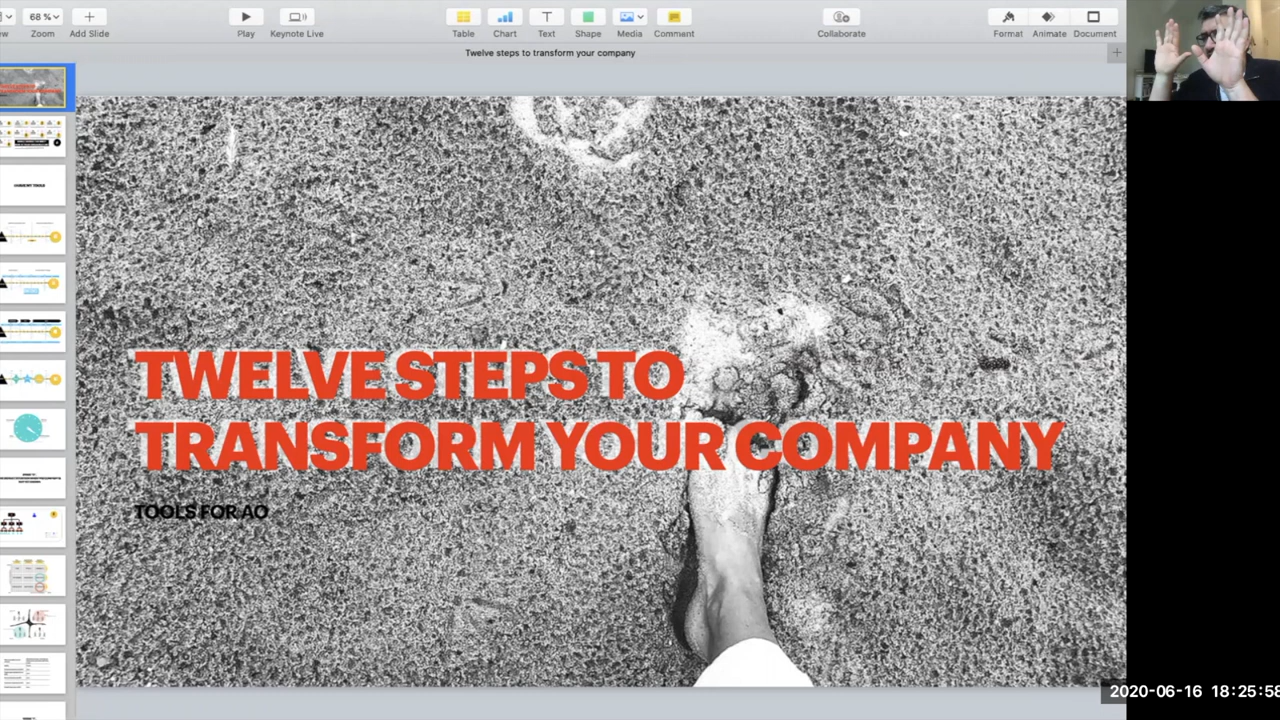 68 %
Zoom
Add Slide
Play
Keynote Live
Table
Chart
Text
Shape
Media
Comment
Collaborate
Format
Animate
Document
Twelve steps to transform your company
TWELVE STEPS TO
TRANSFORM YOUR COMPANY
TOOLS FOR AO
2020-06-16 18:25:58